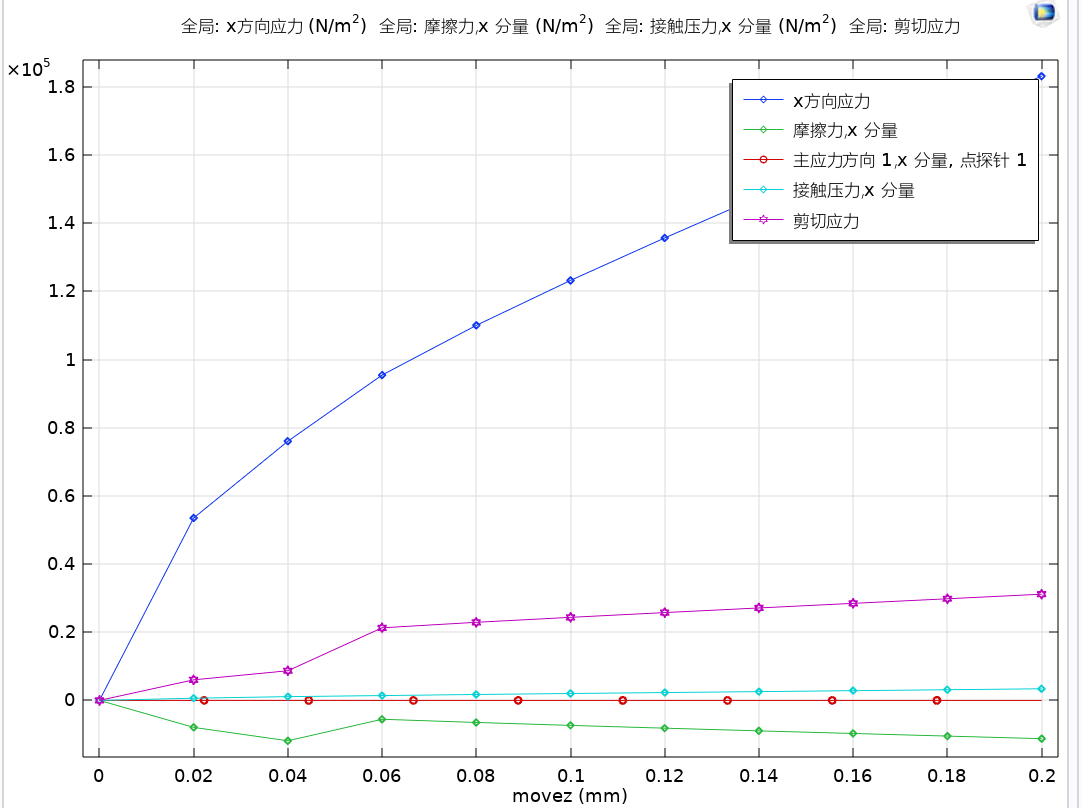 全局: x方向应力 (N/m²) 全局: 摩擦力,x 分量 (N/m²) 全局: 接触压力,x 分量 (N/m²) 全局: 剪切应力
×10⁵
1.8
1.6
1.4
1.2
1
0.8
0.6
0.4
0.2
0
x方向应力
摩擦力,x 分量
主应力方向 1,x 分量, 点探针 1
接触压力,x 分量
剪切应力
0 0.02 0.04 0.06 0.08 0.1 0.12 0.14 0.16 0.18 0.2
movez (mm)